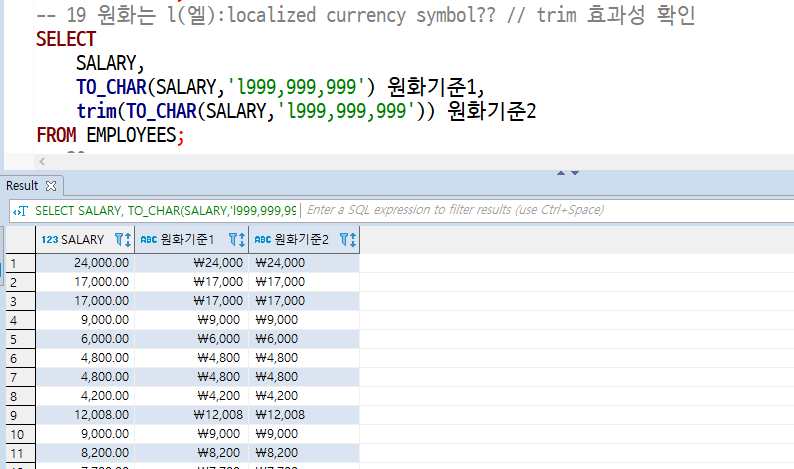 -- 19 원화는 l(엘):localized currency symbol?? // trim 효과성 확인
SELECT
SALARY,
TO_CHAR(SALARY,'l999,999,999') 원화기준1,
trim(TO_CHAR(SALARY,'l999,999,999')) 원화기준2
FROM EMPLOYEES;
Result
SELECT SALARY, TO_CHAR(SALARY,'l999,999,99 Enter a SQL expression to filter results (use Ctrl+Space)
123 SALARY ABC 원화기준1 ABC 원화기준2
1 24,000.00 ₩24,000 ₩24,000
2 17,000.00 ₩17,000 ₩17,000
3 17,000.00 ₩17,000 ₩17,000
4 9,000.00 ₩9,000 ₩9,000
5 6,000.00 ₩6,000 ₩6,000
6 4,800.00 ₩4,800 ₩4,800
7 4,800.00 ₩4,800 ₩4,800
8 4,200.00 ₩4,200 ₩4,200
9 12,008.00 ₩12,008 ₩12,008
10 9,000.00 ₩9,000 ₩9,000
11 8,200.00 ₩8,200 ₩8,200